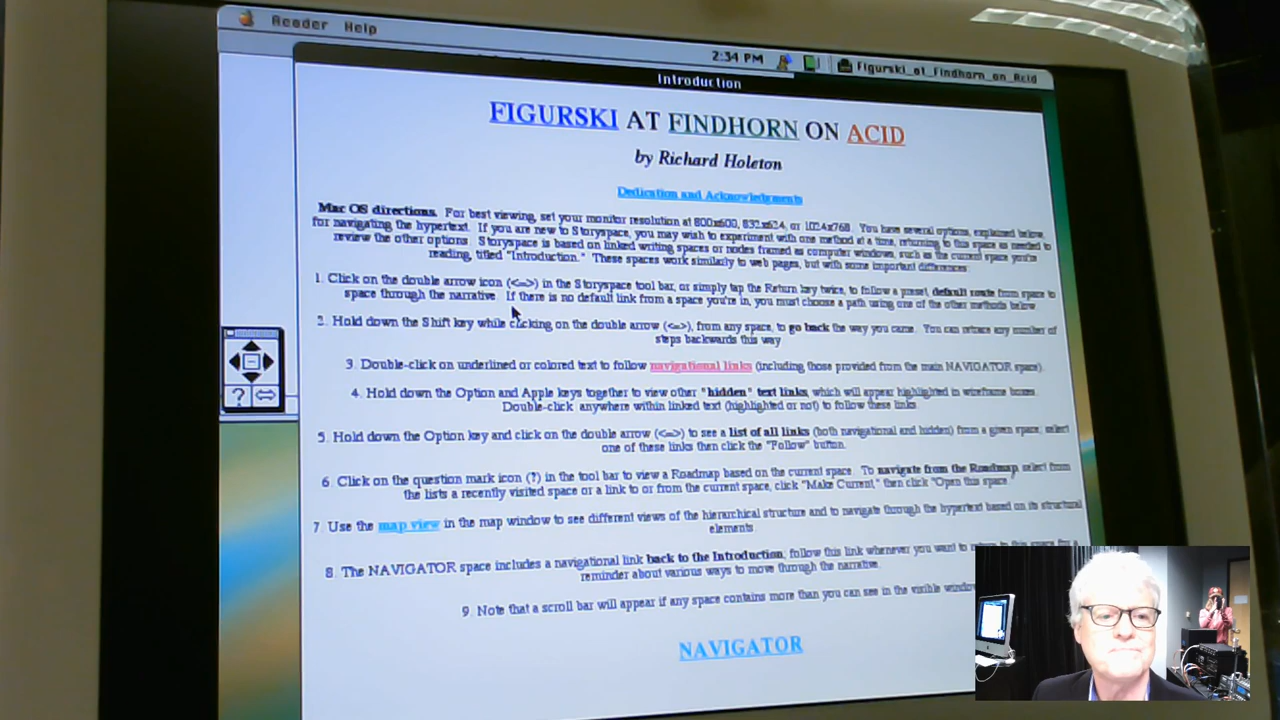 Reader Help
2:34 PM
Figurski_at_Findhorn_on_Acid
Introduction
FIGURSKI AT FINDHORN ON ACID
by Richard Holeton
Dedication and Acknowledgments
Mac OS directions. For best viewing, set your monitor resolution at 800x600, 832x624, or 1024x768. You have several options, explained below,
for navigating the hypertext. If you are new to Storyspace, you may wish to experiment with one method at a time, returning to this space as needed to
review the other options. Storyspace is based on linked writing spaces or nodes framed as computer windows, such as the current space you're
reading, titled "Introduction." These spaces work similarly to web pages, but with some important differences:
1. Click on the double arrow icon (<=>) in the Storyspace tool bar, or simply tap the Return key twice, to follow a preset, default route from space to
space through the narrative. If there is no default link from a space you're in, you must choose a path using one of the other methods below.
2. Hold down the Shift key while clicking on the double arrow (<=>), from any space, to go back the way you came. You can retrace any number of
steps backwards this way.
3. Double-click on underlined or colored text to follow navigational links (including those provided from the main NAVIGATOR space).
4. Hold down the Option and Apple keys together to view other "hidden" text links, which will appear highlighted in wireframe boxes.
Double-click anywhere within linked text (highlighted or not) to follow these links.
5. Hold down the Option key and click on the double arrow (<=>) to see a list of all links (both navigational and hidden) from a given space, select
one of these links then click the "Follow" button.
6. Click on the question mark icon (?) in the tool bar to view a Roadmap based on the current space. To navigate from the Roadmap, select from
the lists a recently visited space or a link to or from the current space, click "Make Current," then click "Open this space."
7. Use the map view in the map window to see different views of the hierarchical structure and to navigate through the hypertext based on its structural
elements.
8. The NAVIGATOR space includes a navigational link back to the Introduction; follow this link whenever you want to return to this space for a
reminder about various ways to move through the narrative.
9. Note that a scroll bar will appear if any space contains more than you can see in the visible window
NAVIGATOR
?